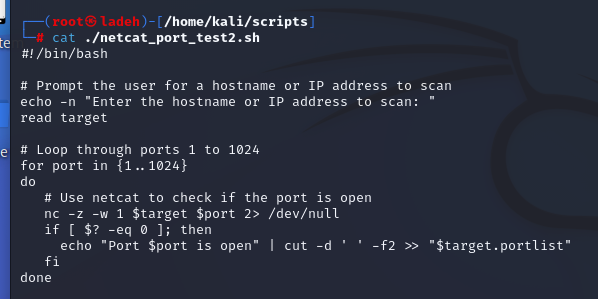 ┌──(root㉿ladeh)-[/home/kali/scripts]
└─# cat ./netcat_port_test2.sh
#!/bin/bash
# Prompt the user for a hostname or IP address to scan
echo -n "Enter the hostname or IP address to scan: "
read target
# Loop through ports 1 to 1024
for port in {1..1024}
do
   # Use netcat to check if the port is open
   nc -z -w 1 $target $port 2> /dev/null
   if [ $? -eq 0 ]; then
     echo "Port $port is open" | cut -d ' ' -f2 >> "$target.portlist"
   fi
done